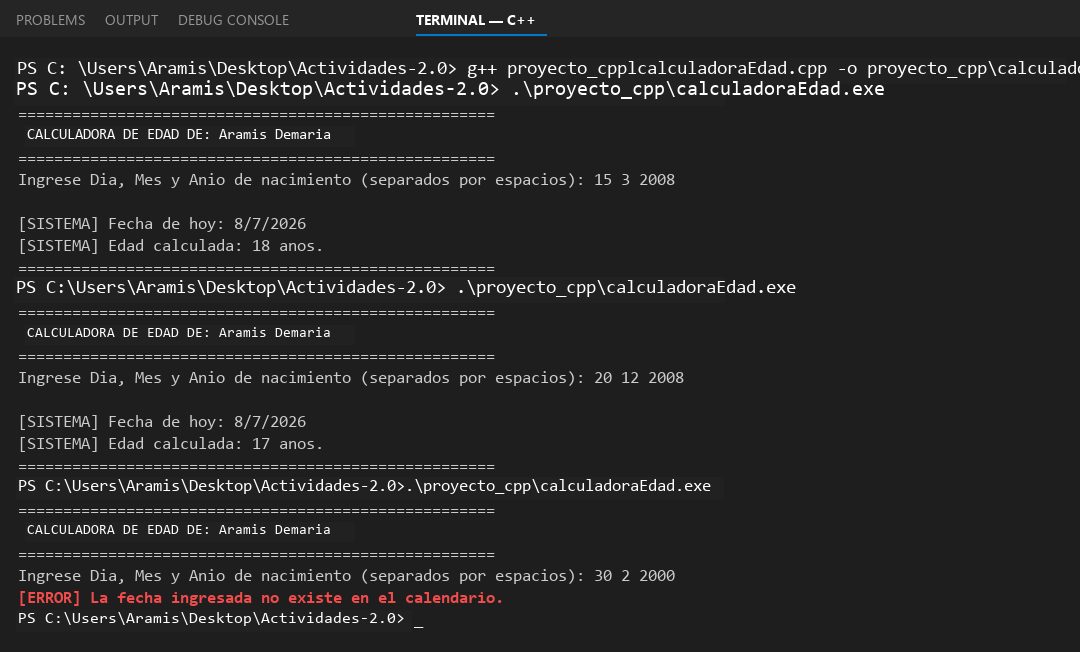 PROBLEMS OUTPUT DEBUG CONSOLE TERMINAL — C++
PS C: \Users\Aramis\Desktop\Actividades-2.0> g++ proyecto_cpplcalculadoraEdad.cpp -o proyecto_cpp\calculado
PS C: \Users\Aramis\Desktop\Actividades-2.0> .\proyecto_cpp\calculadoraEdad.exe
=====================================================
CALCULADORA DE EDAD DE: Aramis Demaria
=====================================================
Ingrese Dia, Mes y Anio de nacimiento (separados por espacios): 15 3 2008
[SISTEMA] Fecha de hoy: 8/7/2026
[SISTEMA] Edad calculada: 18 anos.
=====================================================
PS C:\Users\Aramis\Desktop\Actividades-2.0> .\proyecto_cpp\calculadoraEdad.exe
=====================================================
CALCULADORA DE EDAD DE: Aramis Demaria
=====================================================
Ingrese Dia, Mes y Anio de nacimiento (separados por espacios): 20 12 2008
[SISTEMA] Fecha de hoy: 8/7/2026
[SISTEMA] Edad calculada: 17 anos.
=====================================================
PS C:\Users\Aramis\Desktop\Actividades-2.0>.\proyecto_cpp\calculadoraEdad.exe
=====================================================
CALCULADORA DE EDAD DE: Aramis Demaria
=====================================================
Ingrese Dia, Mes y Anio de nacimiento (separados por espacios): 30 2 2000
[ERROR] La fecha ingresada no existe en el calendario.
PS C:\Users\Aramis\Desktop\Actividades-2.0> _